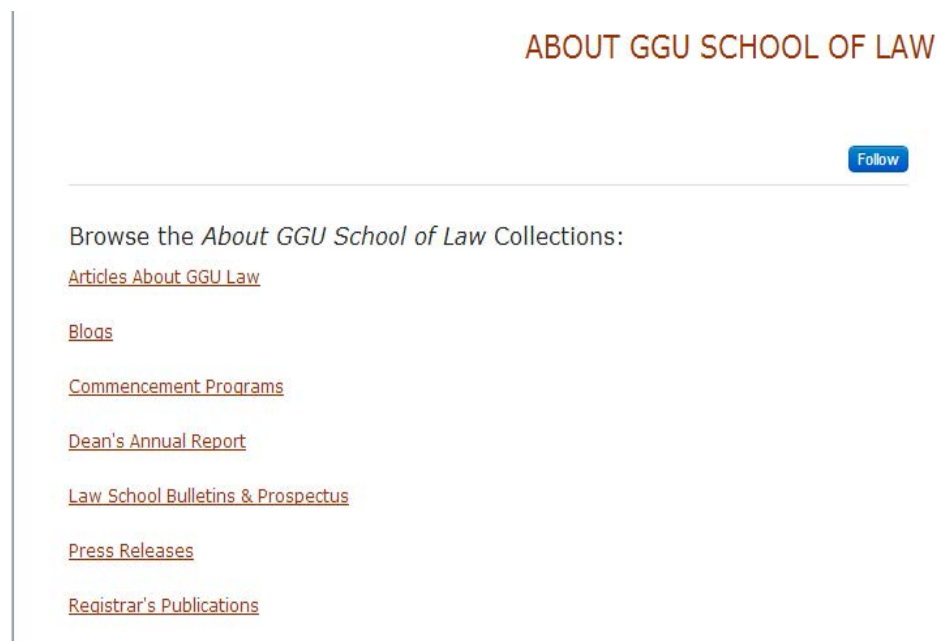 ABOUT GGU SCHOOL OF LAW
Follow
Browse the About GGU School of Law Collections:
Articles About GGU Law
Blogs
Commencement Programs
Dean's Annual Report
Law School Bulletins & Prospectus
Press Releases
Registrar's Publications